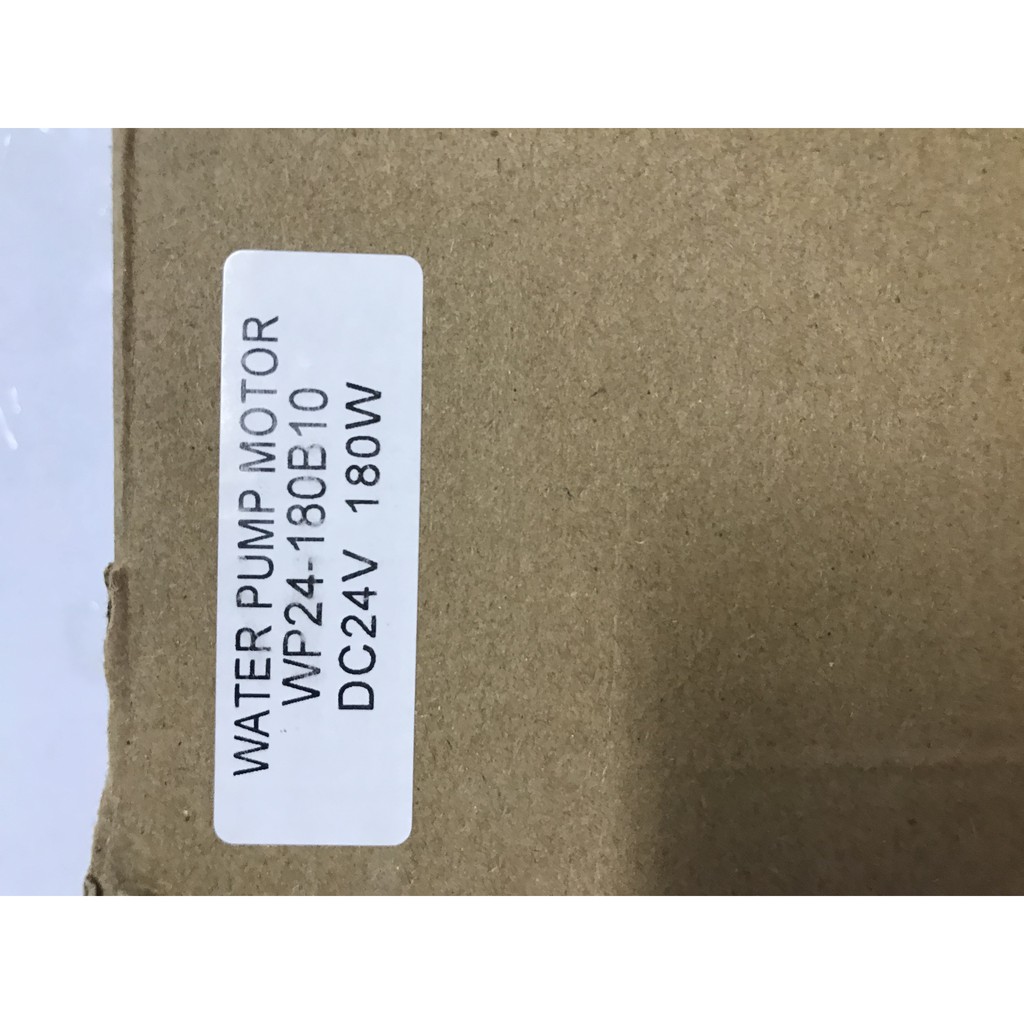 WATER PUMP MOTOR
WP24-180B10
DC24V 180W